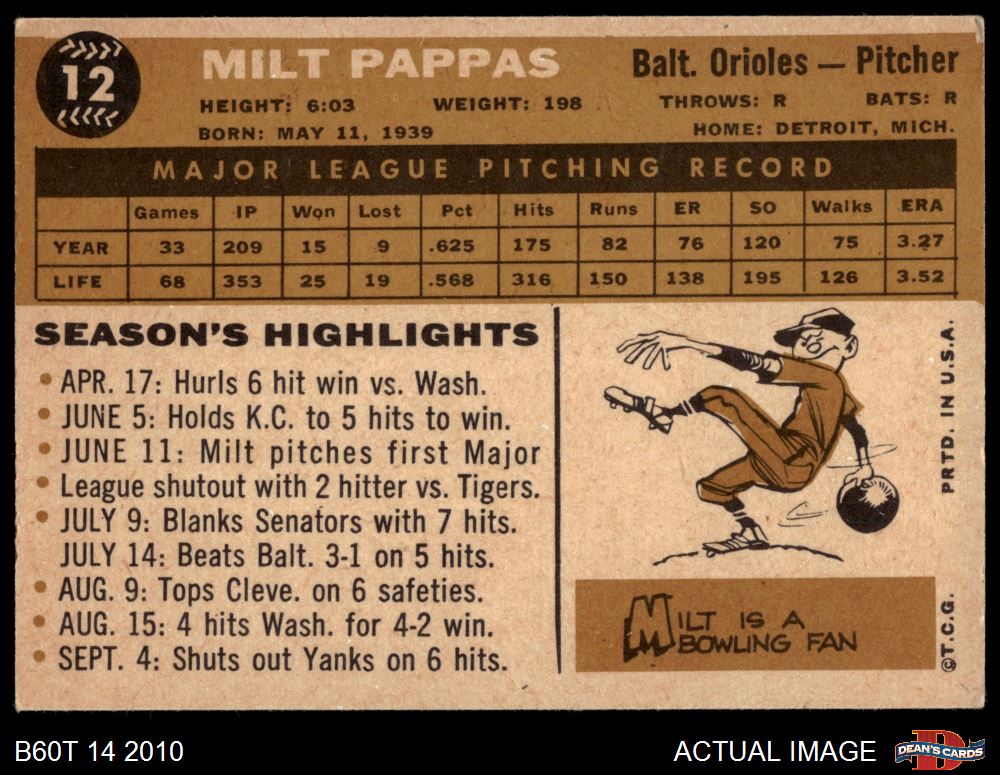 12
MILT PAPPAS
Balt. Orioles — Pitcher
HEIGHT: 6:03 WEIGHT: 198 THROWS: R BATS: R
BORN: MAY 11, 1939 HOME: DETROIT, MICH.
MAJOR LEAGUE PITCHING RECORD
Games IP Won Lost Pct Hits Runs ER SO Walks ERA
YEAR 33 209 15 9 .625 175 82 76 120 75 3.27
LIFE 68 353 25 19 .568 316 150 138 195 126 3.52
SEASON'S HIGHLIGHTS
• APR. 17: Hurls 6 hit win vs. Wash.
• JUNE 5: Holds K.C. to 5 hits to win.
• JUNE 11: Milt pitches first Major
• League shutout with 2 hitter vs. Tigers.
• JULY 9: Blanks Senators with 7 hits.
JULY 14: Beats Balt. 3-1 on 5 hits.
• AUG. 9: Tops Cleve. on 6 safeties.
• AUG. 15: 4 hits Wash. for 4-2 win.
• SEPT. 4: Shuts out Yanks on 6 hits.
MILT IS A
BOWLING FAN
©T.C.G. PRTD. IN U.S.A.
B60T 14 2010
ACTUAL IMAGE
DEAN'S CARDS